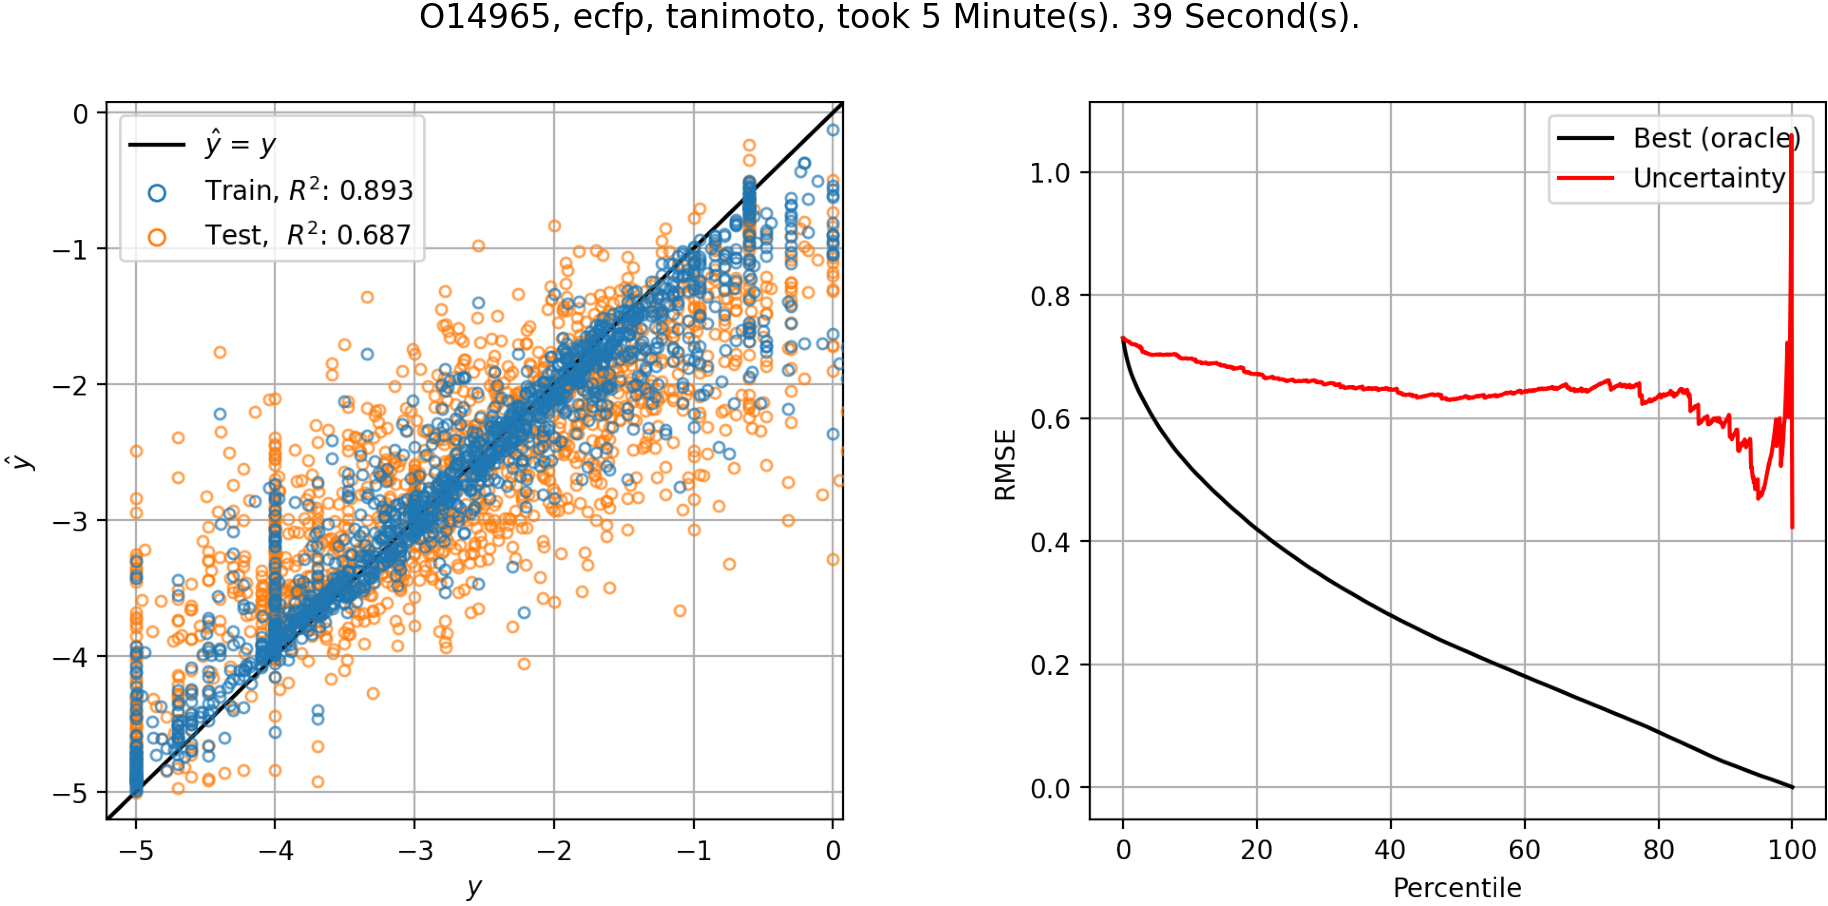 O14965, ecfp, tanimoto, took 5 Minute(s). 39 Second(s).
ŷ = y
Train, R²: 0.893
Test, R²: 0.687
0
−1
−2
−3
−4
−5
ŷ
−5 −4 −3 −2 −1 0
y
Best (oracle)
Uncertainty
1.0
0.8
0.6
0.4
0.2
0.0
RMSE
0 20 40 60 80 100
Percentile